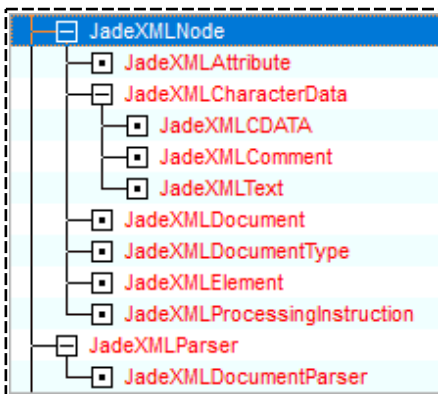 JadeXMLNode
JadeXMLAttribute
JadeXMLCharacterData
JadeXMLCDATA
JadeXMLComment
JadeXMLText
JadeXMLDocument
JadeXMLDocumentType
JadeXMLElement
JadeXMLProcessingInstruction
JadeXMLParser
JadeXMLDocumentParser